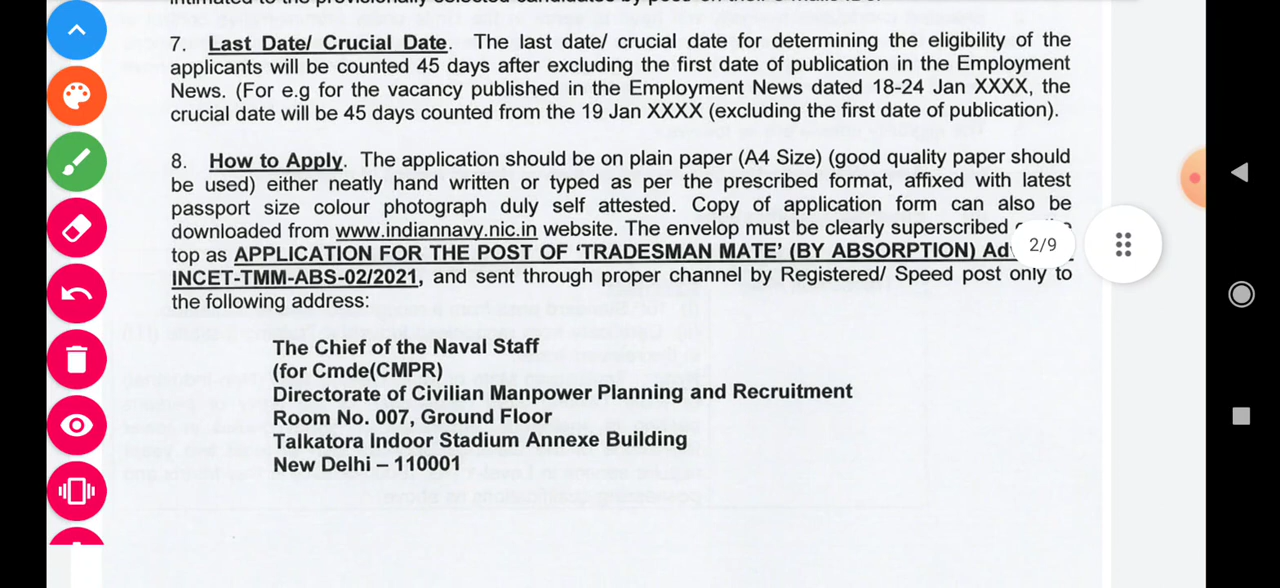 7. Last Date/ Crucial Date. The last date/ crucial date for determining the eligibility of the
applicants will be counted 45 days after excluding the first date of publication in the Employment
News. (For e.g for the vacancy published in the Employment News dated 18-24 Jan XXXX, the
crucial date will be 45 days counted from the 19 Jan XXXX (excluding the first date of publication).
8. How to Apply. The application should be on plain paper (A4 Size) (good quality paper should
be used) either neatly hand written or typed as per the prescribed format, affixed with latest
passport size colour photograph duly self attested. Copy of application form can also be
downloaded from www.indiannavy.nic.in website. The envelop must be clearly superscribed
top as APPLICATION FOR THE POST OF ‘TRADESMAN MATE’ (BY ABSORPTION)
2/9
INCET-TMM-ABS-02/2021, and sent through proper channel by Registered/ Speed post only to
the following address:
The Chief of the Naval Staff
(for Cmde(CMPR)
Directorate of Civilian Manpower Planning and Recruitment
Room No. 007, Ground Floor
Talkatora Indoor Stadium Annexe Building
New Delhi – 110001